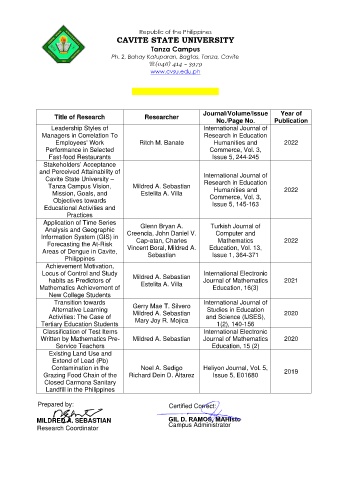 Republic of the Philippines
CAVITE STATE UNIVERSITY
Tanza Campus
Ph. 2, Bahay Katuparan, Bagtas, Tanza, Cavite
☎(046) 414 – 3979
www.cvsu.edu.ph
Title of Research
Researcher
Journal/Volume/Issue
No./Page No.
Year of
Publication
Leadership Styles of
Managers in Correlation To
Employees' Work
Performance in Selected
Fast food Restaurants
Ritch M. Banate
International Journal of
Research in Education
Humanities and
Commerce, Vol. 3,
Issue 5, 244-245
2022
Stakeholders' Acceptance
and Perceived Attainability of
Cavite State University –
Tanza Campus Vision,
Mission, Goals, and
Objectives towards
Educational Activities and
Practices
Mildred A. Sebastian
Estelita A. Villa
International Journal of
Research in Education
Humanities and
Commerce, Vol. 3,
Issue 5, 145-163
2022
Application of Time Series
Analysis and Geographic
Information System (GIS) in
Forecasting the At-Risk
Areas of Dengue in Cavite,
Philippines
Glenn Bryan A.
Creencia, John Daniel V.
Cap-atan, Charles
Vincent Boral, Mildred A.
Sebastian
Turkish Journal of
Computer and
Mathematics
Education, Vol. 13,
Issue 1, 364-371
2022
Achievement Motivation,
Locus of Control and Study
habits as Predictors of
Mathematics Achievement of
New College Students
Mildred A. Sebastian
Estelita A. Villa
International Electronic
Journal of Mathematics
Education, 16(3)
2021
Transition towards
Alternative Learning
Activities: The Case of
Tertiary Education Students
Gerry Mae T. Silvero
Mildred A. Sebastian
Mary Joy R. Mojica
International Journal of
Studies in Education
and Science (IJSES),
1(2), 140-156
2020
Classification of Test Items
Written by Mathematics Pre-
Service Teachers
Mildred A. Sebastian
International Electronic
Journal of Mathematics
Education, 15 (2)
2020
Existing Land Use and
Extend of Lead (Pb)
Contamination in the
Grazing Food Chain of the
Closed Carmona Sanitary
Landfill in the Philippines
Noel A. Sedigo
Richard Dein D. Altarez
Heliyon Journal, Vol. 5,
Issue 5, E01680
2019
Prepared by:
MILDRED A. SEBASTIAN
Research Coordinator
Certified Correct:
GIL D. RAMOS, MAHisto
Campus Administrator